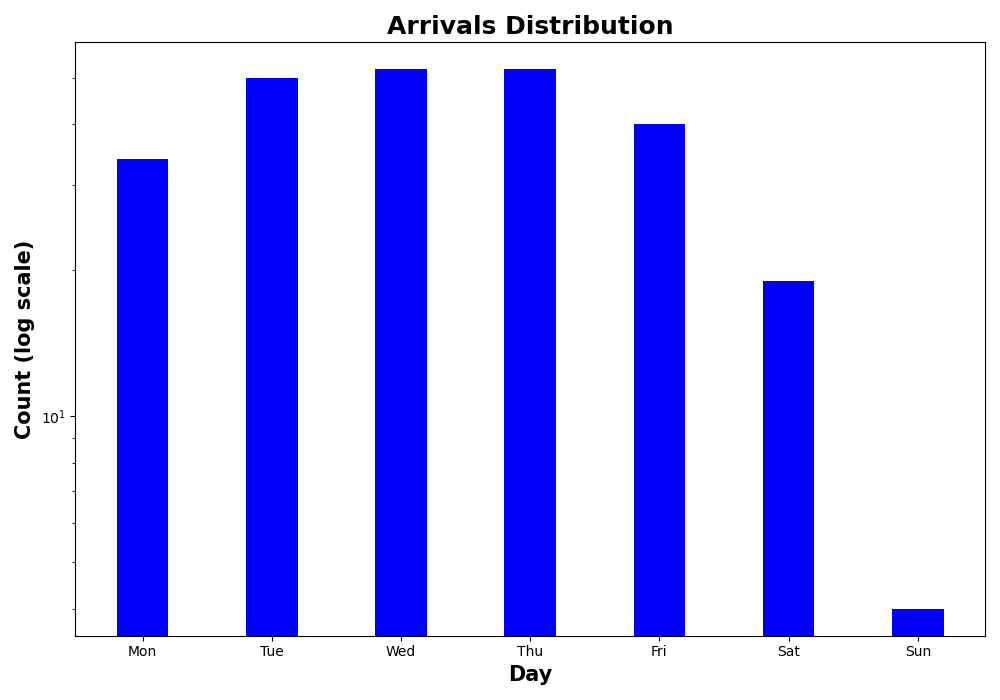 Arrivals Distribution
Count (log scale)
10¹
Mon Tue Wed Thu Fri Sat Sun
Day